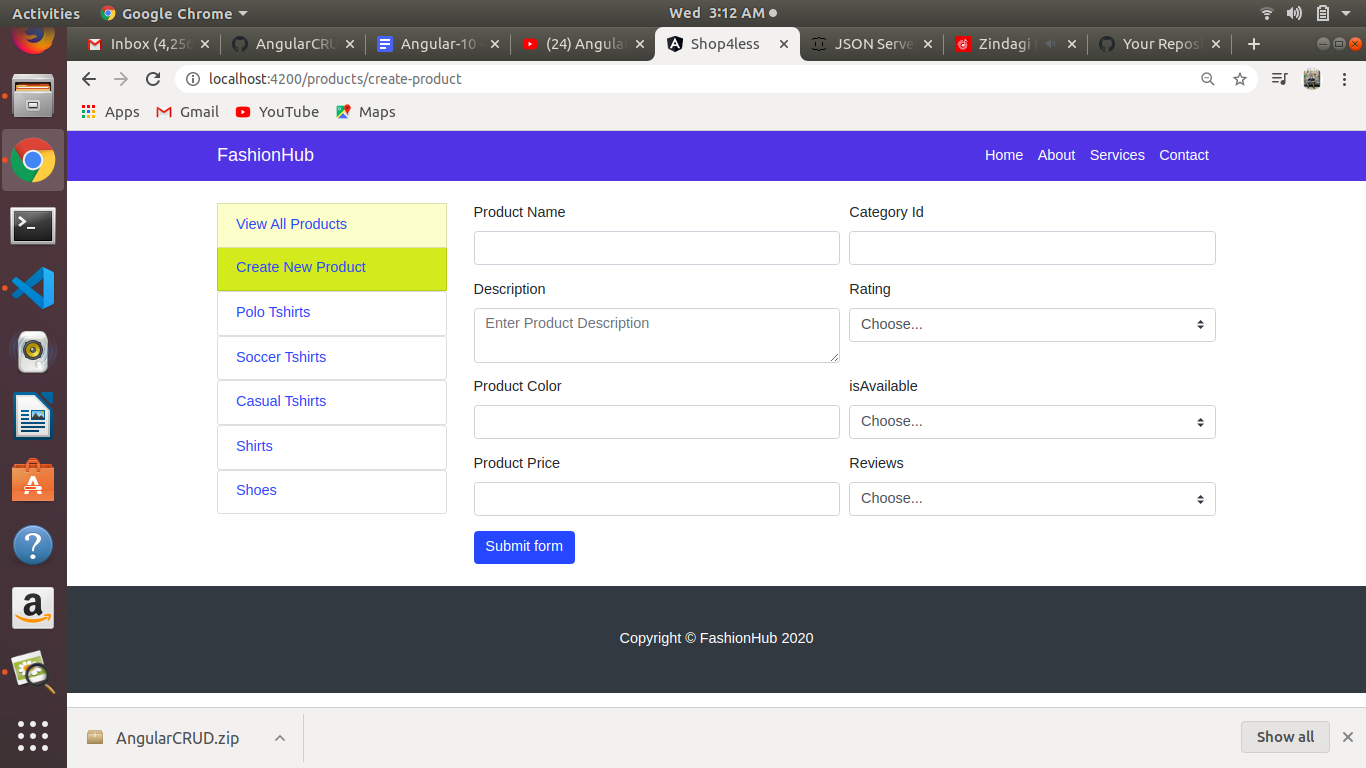 Activities Google Chrome Wed 3:12 AM
Inbox (4,256 AngularCRU Angular-10 (24) Angula Shop4less JSON Serve Zindagi Your Repos
localhost:4200/products/create-product
Apps Gmail YouTube Maps
FashionHub Home About Services Contact
View All Products
Create New Product
Polo Tshirts
Soccer Tshirts
Casual Tshirts
Shirts
Shoes
Product Name Category Id
Description Rating
Enter Product Description Choose...
Product Color isAvailable
Choose...
Product Price Reviews
Choose...
Submit form
Copyright © FashionHub 2020
AngularCRUD.zip Show all